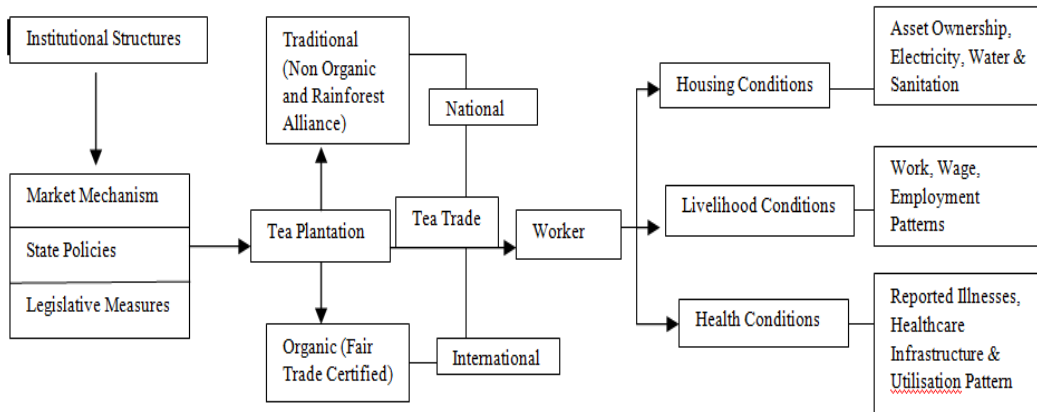 Institutional Structures
Market Mechanism
State Policies
Legislative Measures
Traditional
(Non Organic
and Rainforest
Alliance)
National
Tea Plantation
Tea Trade
Organic (Fair
Trade Certified)
International
Worker
Housing Conditions
Asset Ownership,
Electricity, Water &
Sanitation
Livelihood Conditions
Work, Wage,
Employment
Patterns
Health Conditions
Reported Illnesses,
Healthcare
Infrastructure &
Utilisation Pattern